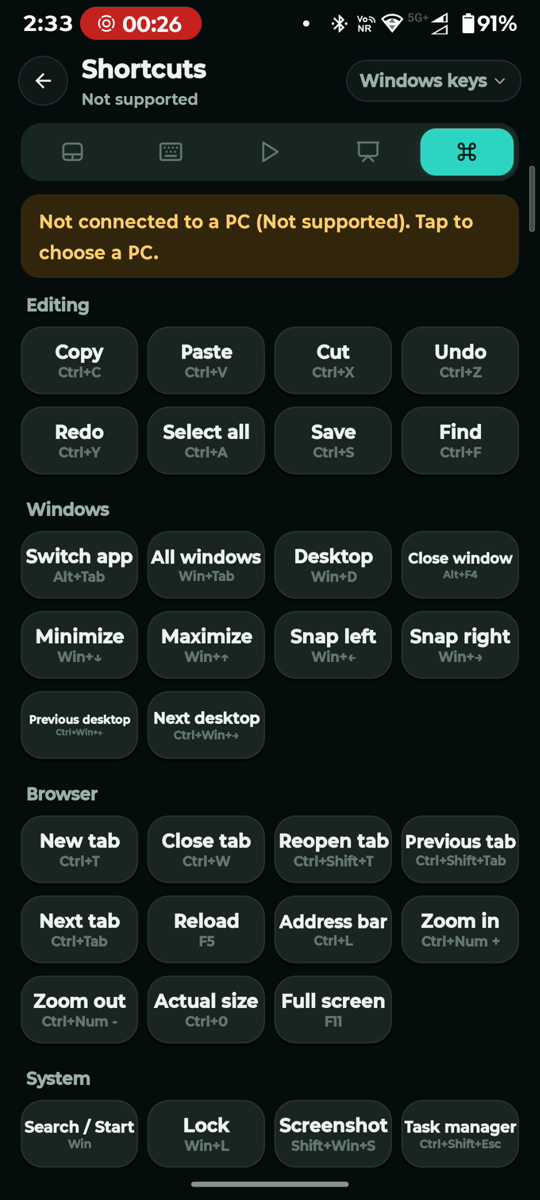 2:33 00:26 Vo NR 5G+ 91%
Shortcuts
Not supported
Windows keys
Not connected to a PC (Not supported). Tap to
choose a PC.
Editing
Copy Paste Cut Undo
Ctrl+C Ctrl+V Ctrl+X Ctrl+Z
Redo Select all Save Find
Ctrl+Y Ctrl+A Ctrl+S Ctrl+F
Windows
Switch app All windows Desktop Close window
Alt+Tab Win+Tab Win+D Alt+F4
Minimize Maximize Snap left Snap right
Win+↓ Win+↑ Win+← Win+→
Previous desktop Next desktop
Ctrl+Win+← Ctrl+Win+→
Browser
New tab Close tab Reopen tab Previous tab
Ctrl+T Ctrl+W Ctrl+Shift+T Ctrl+Shift+Tab
Next tab Reload Address bar Zoom in
Ctrl+Tab F5 Ctrl+L Ctrl+Num +
Zoom out Actual size Full screen
Ctrl+Num - Ctrl+0 F11
System
Search / Start Lock Screenshot Task manager
Win Win+L Shift+Win+S Ctrl+Shift+Esc